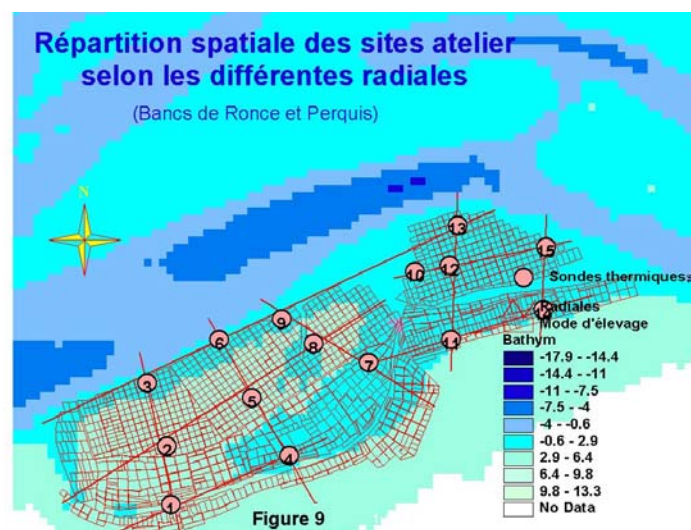 Répartition spatiale des sites atelier
selon les différentes radiales
(Bancs de Ronce et Perquis)
N
13
15
12
10
Sondes thermiques
Radiales
Mode d'élevage
9
6
8
11
7
3
5
2
4
1
Bathym
-17.9 - -14.4
-14.4 - -11
-11 - -7.5
-7.5 - -4
-4 - -0.6
-0.6 - 2.9
2.9 - 6.4
6.4 - 9.8
9.8 - 13.3
No Data
Figure 9